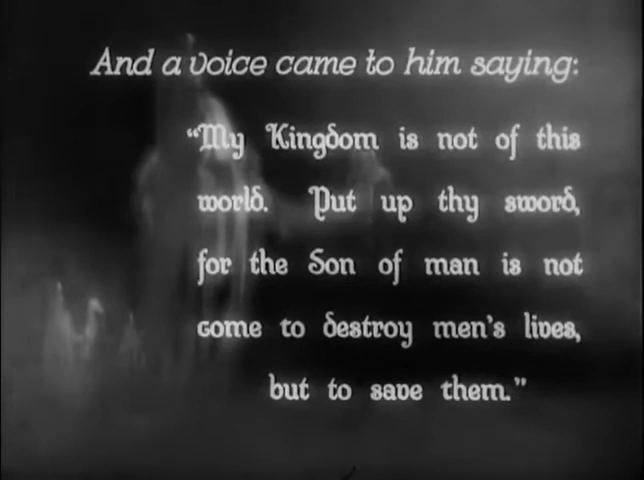 And a voice came to him saying:
“My Kingdom is not of this
world. Put up thy sword,
for the Son of man is not
come to destroy men's lives,
but to save them.”